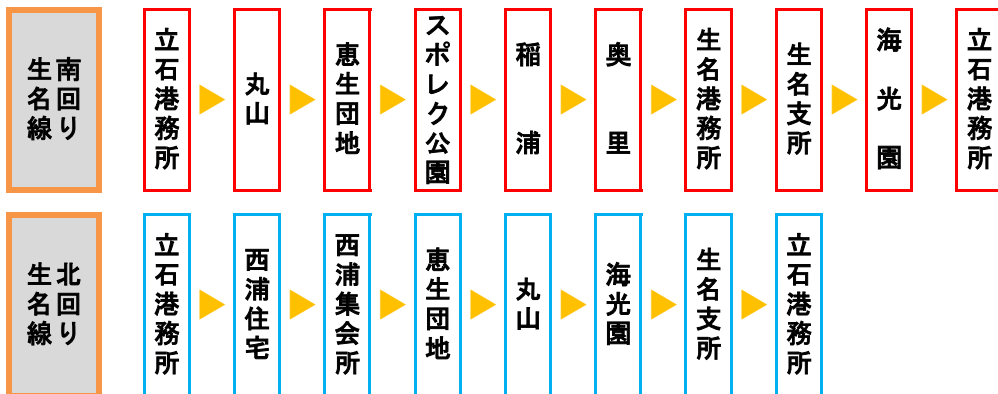 生名線
南回り
立石港務所
丸山
恵生団地
スポレク公園
稲浦
奥里
生名港務所
生名支所
海光園
立石港務所
生名線
北回り
立石港務所
西浦住宅
西浦集会所
恵生団地
丸山
海光園
生名支所
立石港務所